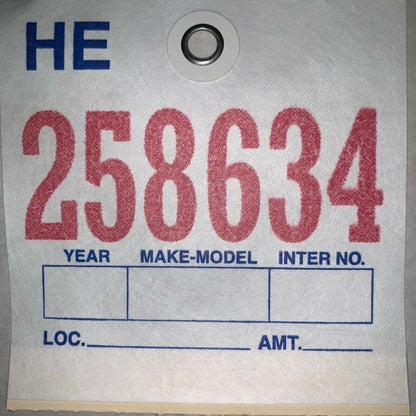 HE
258634
YEAR MAKE-MODEL INTER NO.
LOC. AMT.